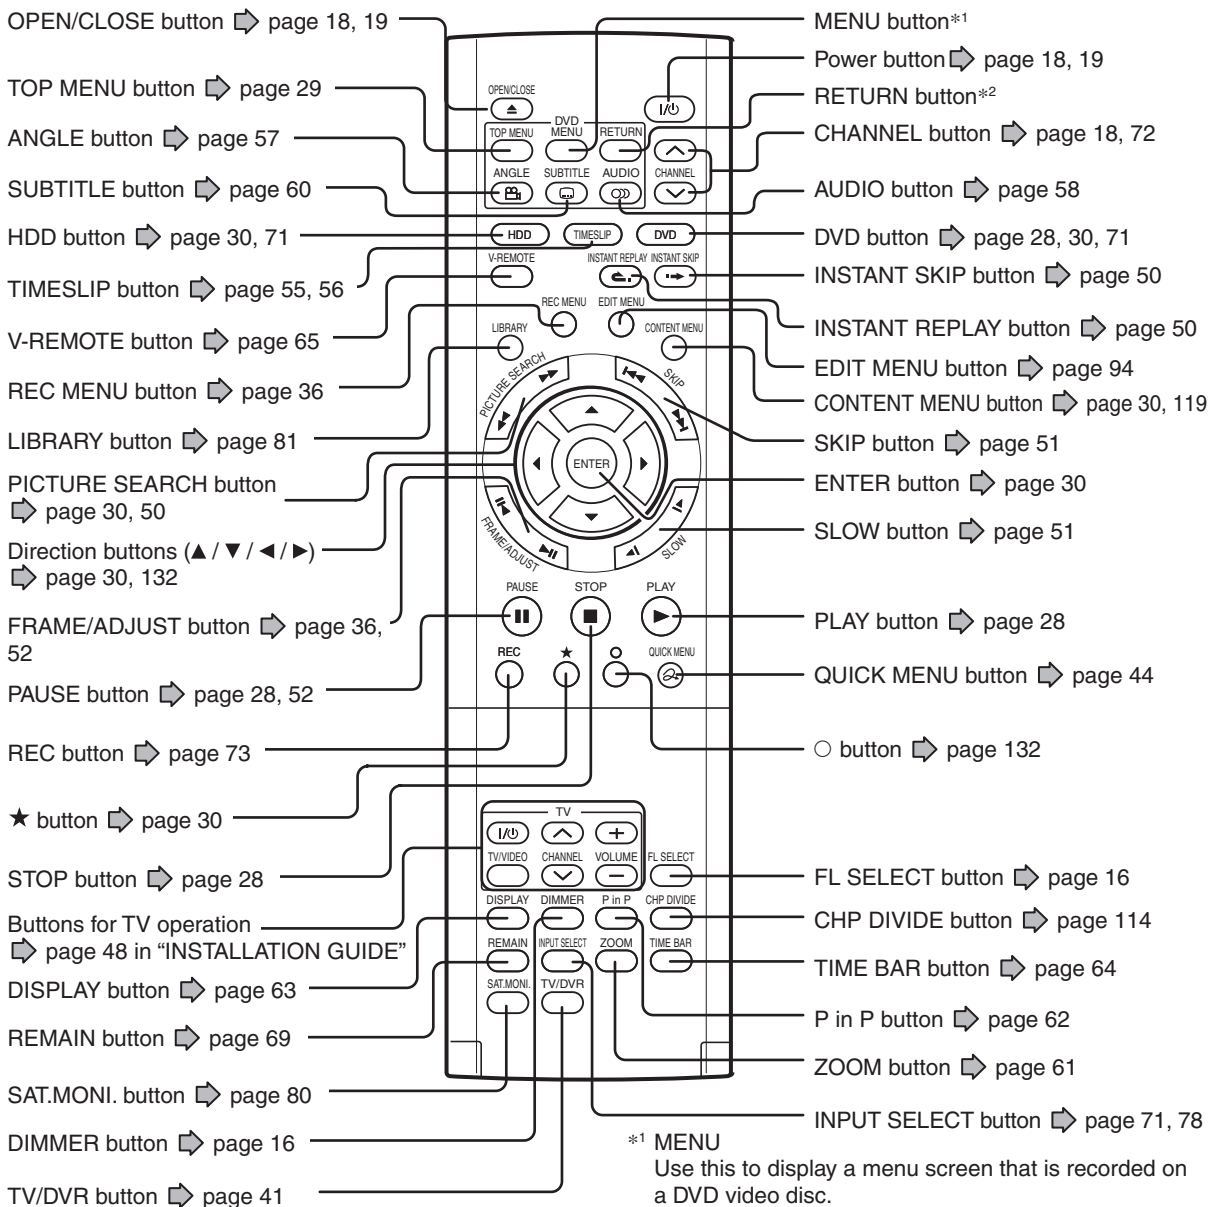 OPEN/CLOSE button ⇨ page 18, 19
TOP MENU button ⇨ page 29
ANGLE button ⇨ page 57
SUBTITLE button ⇨ page 60
HDD button ⇨ page 30, 71
TIMESLIP button ⇨ page 55, 56
V-REMOTE button ⇨ page 65
REC MENU button ⇨ page 36
LIBRARY button ⇨ page 81
PICTURE SEARCH button
⇨ page 30, 50
Direction buttons (▲ / ▼ / ◄ / ►)
⇨ page 30, 132
FRAME/ADJUST button ⇨ page 36,
52
PAUSE button ⇨ page 28, 52
REC button ⇨ page 73
★ button ⇨ page 30
STOP button ⇨ page 28
Buttons for TV operation
⇨ page 48 in “INSTALLATION GUIDE”
DISPLAY button ⇨ page 63
REMAIN button ⇨ page 69
SAT.MONI. button ⇨ page 80
DIMMER button ⇨ page 16
TV/DVR button ⇨ page 41
OPEN/CLOSE
I/⏻
DVD
TOP MENU MENU RETURN
ANGLE SUBTITLE AUDIO CHANNEL
HDD TIMESLIP DVD
V-REMOTE INSTANT REPLAY INSTANT SKIP
REC MENU EDIT MENU
LIBRARY CONTENT MENU
PICTURE SEARCH SKIP
ENTER
FRAME/ADJUST SLOW
PAUSE STOP PLAY
REC ★ O QUICK MENU
TV
I/⏻ + 
TV/VIDEO CHANNEL VOLUME FL SELECT
−
DISPLAY DIMMER P in P CHP DIVIDE
REMAIN INPUT SELECT ZOOM TIME BAR
SAT.MONI. TV/DVR
MENU button*1
Power button ⇨ page 18, 19
RETURN button*2
CHANNEL button ⇨ page 18, 72
AUDIO button ⇨ page 58
DVD button ⇨ page 28, 30, 71
INSTANT SKIP button ⇨ page 50
INSTANT REPLAY button ⇨ page 50
EDIT MENU button ⇨ page 94
CONTENT MENU button ⇨ page 30, 119
SKIP button ⇨ page 51
ENTER button ⇨ page 30
SLOW button ⇨ page 51
PLAY button ⇨ page 28
QUICK MENU button ⇨ page 44
○ button ⇨ page 132
FL SELECT button ⇨ page 16
CHP DIVIDE button ⇨ page 114
TIME BAR button ⇨ page 64
P in P button ⇨ page 62
ZOOM button ⇨ page 61
INPUT SELECT button ⇨ page 71, 78
*1 MENU
Use this to display a menu screen that is recorded on
a DVD video disc.